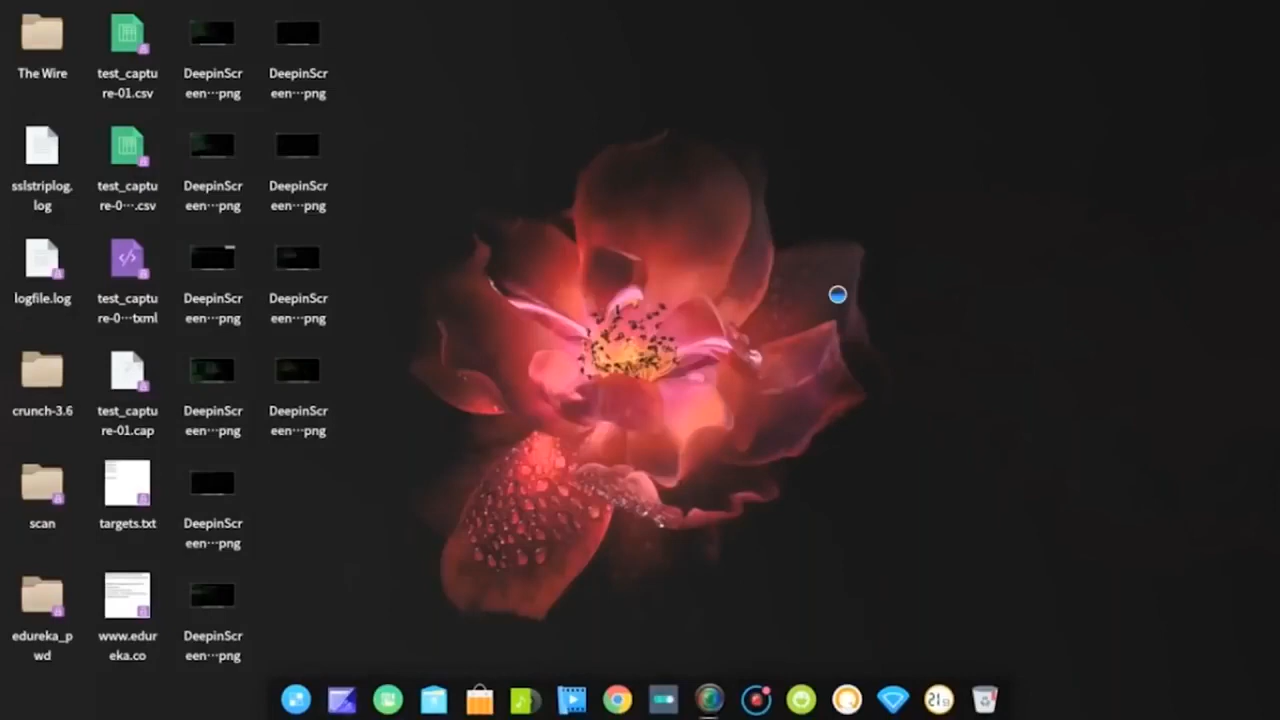 The Wire
test_captu
re-01.csv
DeepinScr
een···png
DeepinScr
een···png
sslstriplog.
log
test_captu
re-0···.csv
DeepinScr
een···png
DeepinScr
een···png
logfile.log
test_captu
re-0···txml
DeepinScr
een···png
DeepinScr
een···png
crunch-3.6
test_captu
re-01.cap
DeepinScr
een···png
DeepinScr
een···png
scan
targets.txt
DeepinScr
een···png
edureka_p
wd
www.edur
eka.co
DeepinScr
een···png
21